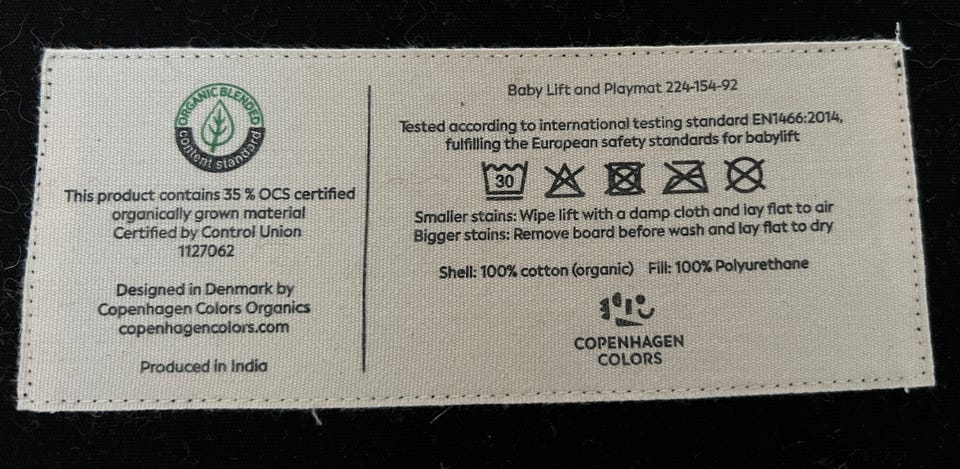 ORGANIC BLENDED
content standard
This product contains 35 % OCS certified
organically grown material
Certified by Control Union
1127062
Designed in Denmark by
Copenhagen Colors Organics
copenhagencolors.com
Produced in India
Baby Lift and Playmat 224-154-92
Tested according to international testing standard EN1466:2014,
fulfilling the European safety standards for babylift
30
Smaller stains: Wipe lift with a damp cloth and lay flat to air
Bigger stains: Remove board before wash and lay flat to dry
Shell: 100% cotton (organic) Fill: 100% Polyurethane
COPENHAGEN
COLORS